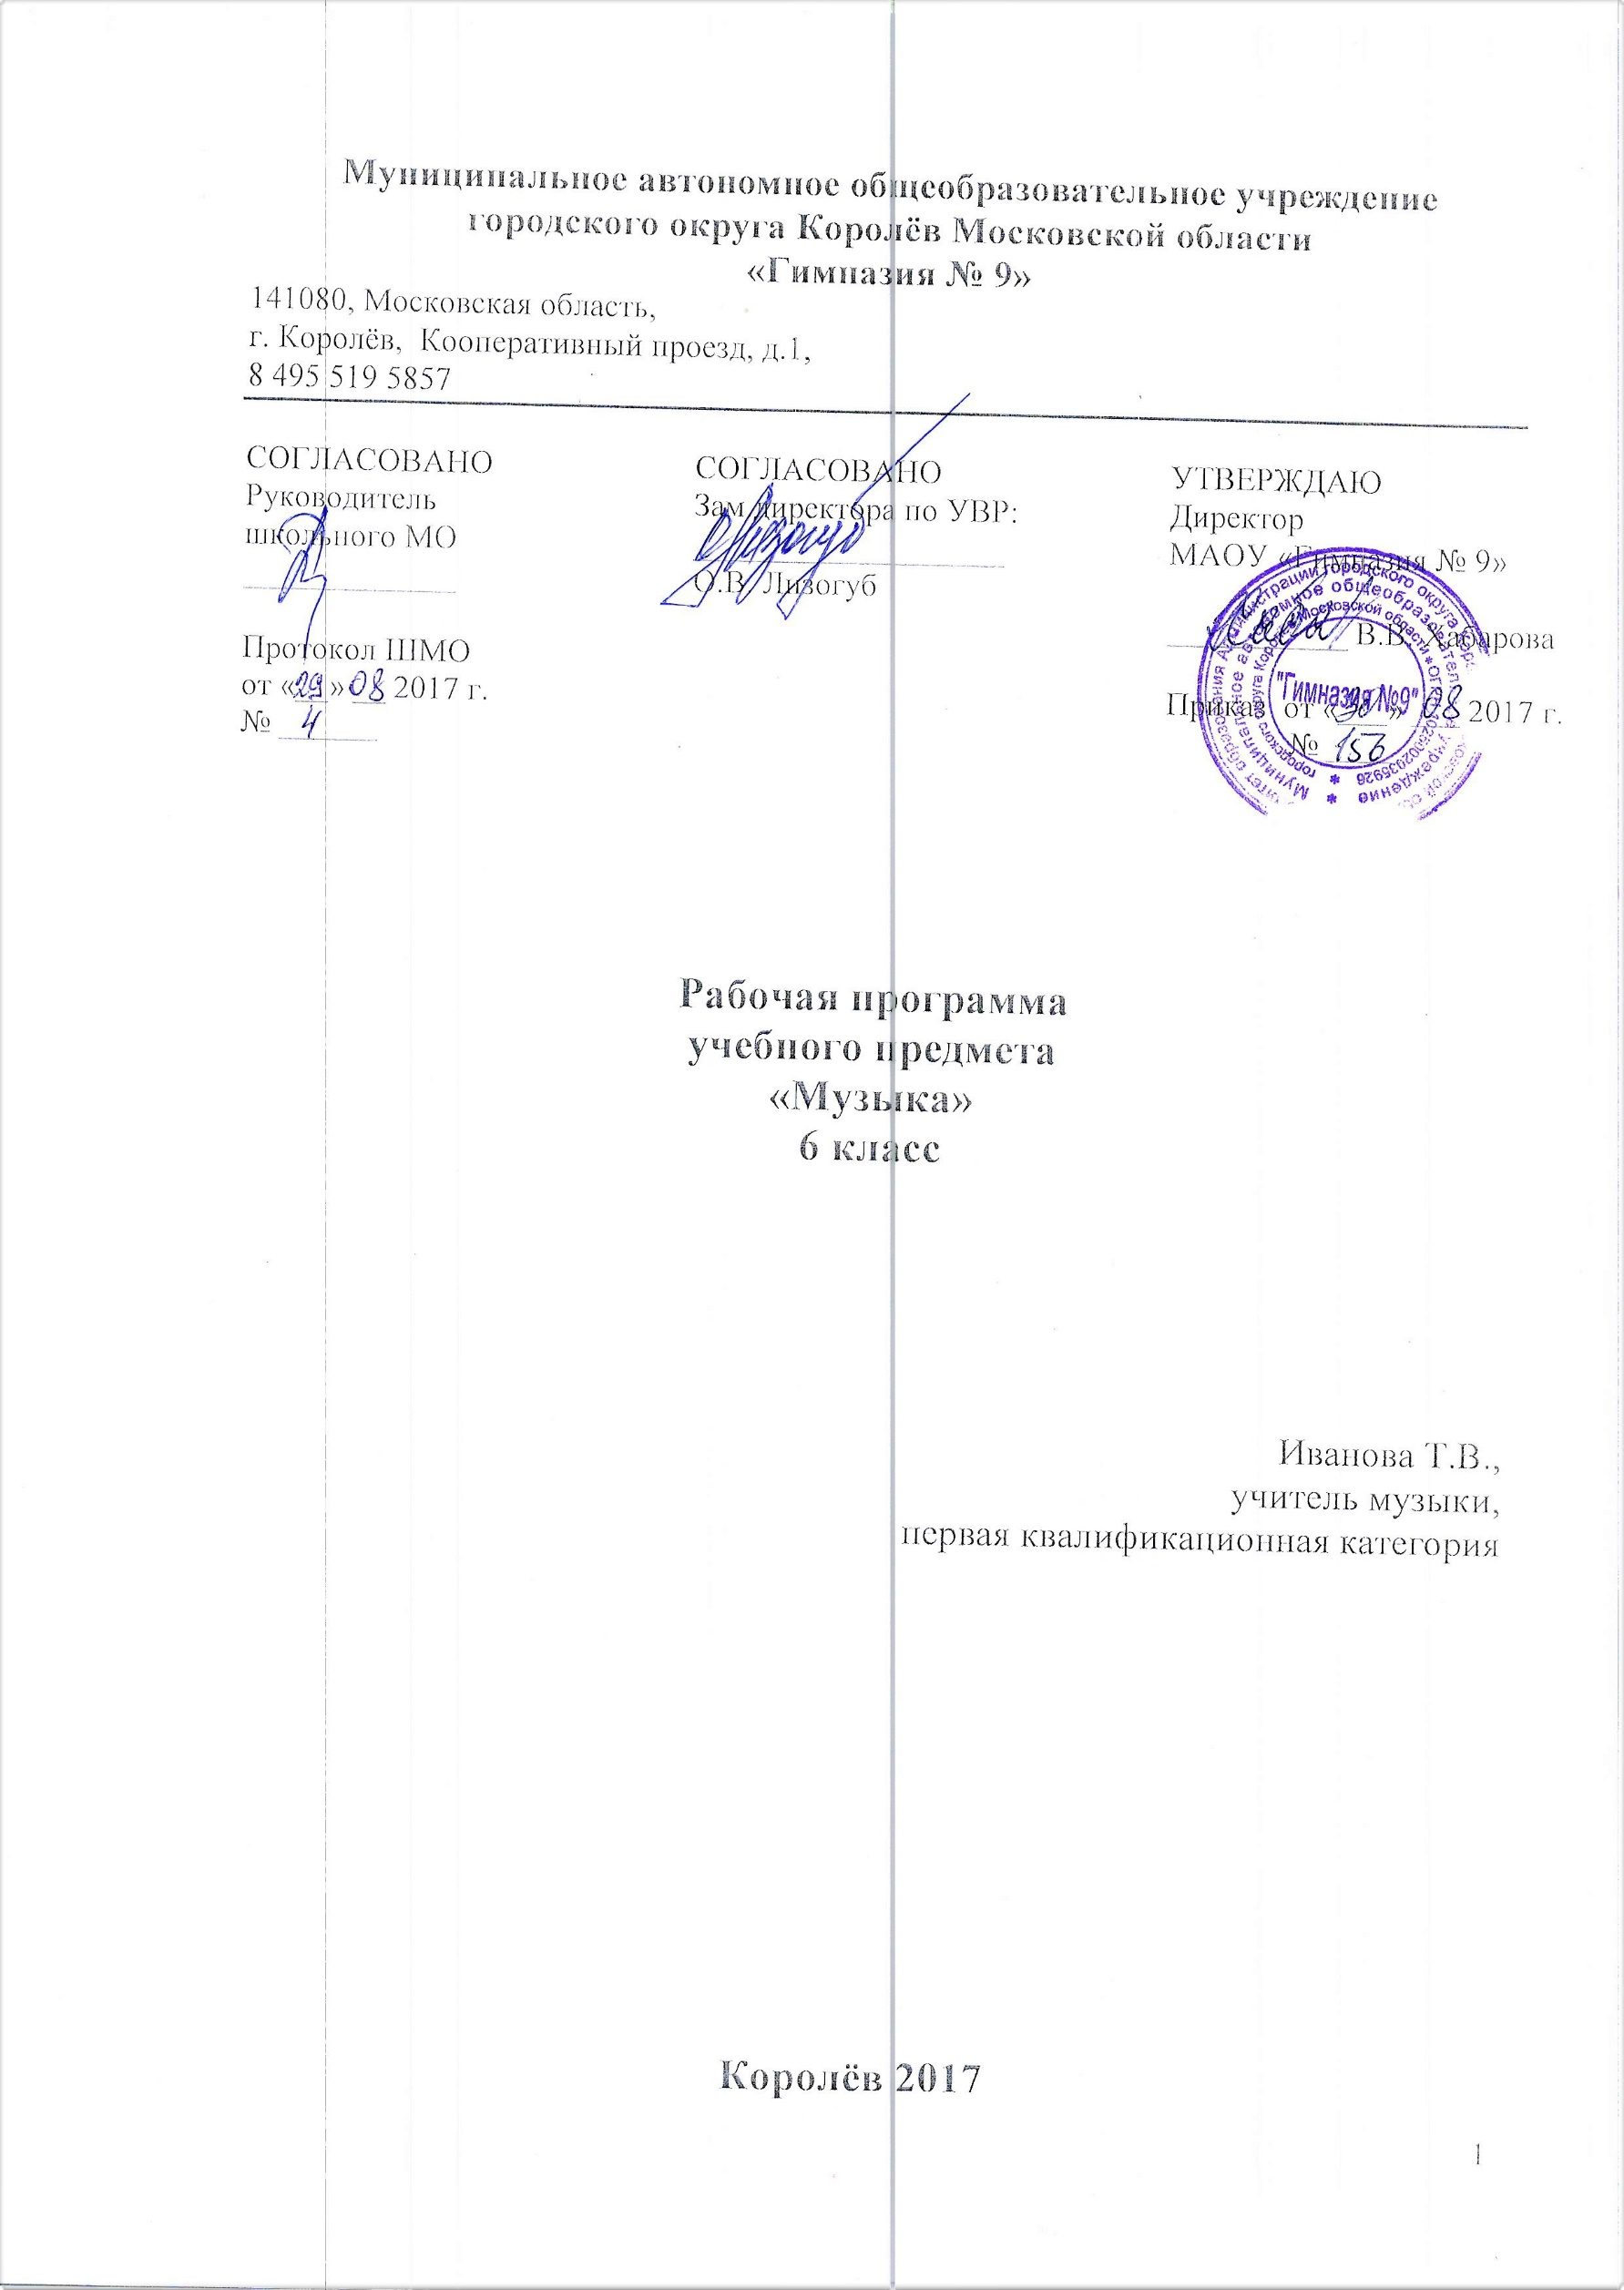 Муниципальное автономное общеобразовательное учреждение
городского округа Королёв Московской области
«Гимназия № 9»
141080, Московская область,
г. Королёв, Кооперативный проезд, д.1,
8 495 519 5857
СОГЛАСОВАНО
Руководитель
школьного МО
Протокол ШМО
от «29» 08 2017 г.
№ 4
СОГЛАСОВАНО
Зам директора по УВР:
О.В. Лизогуб
УТВЕРЖДАЮ
Директор
МАОУ «Гимназия № 9»
В.В. Хабарова
Приказ от «30» 08 2017 г.
№ 156
"Гимназия №9"
Рабочая программа
учебного предмета
«Музыка»
6 класс
Иванова Т.В.,
учитель музыки,
первая квалификационная категория
Королёв 2017
1